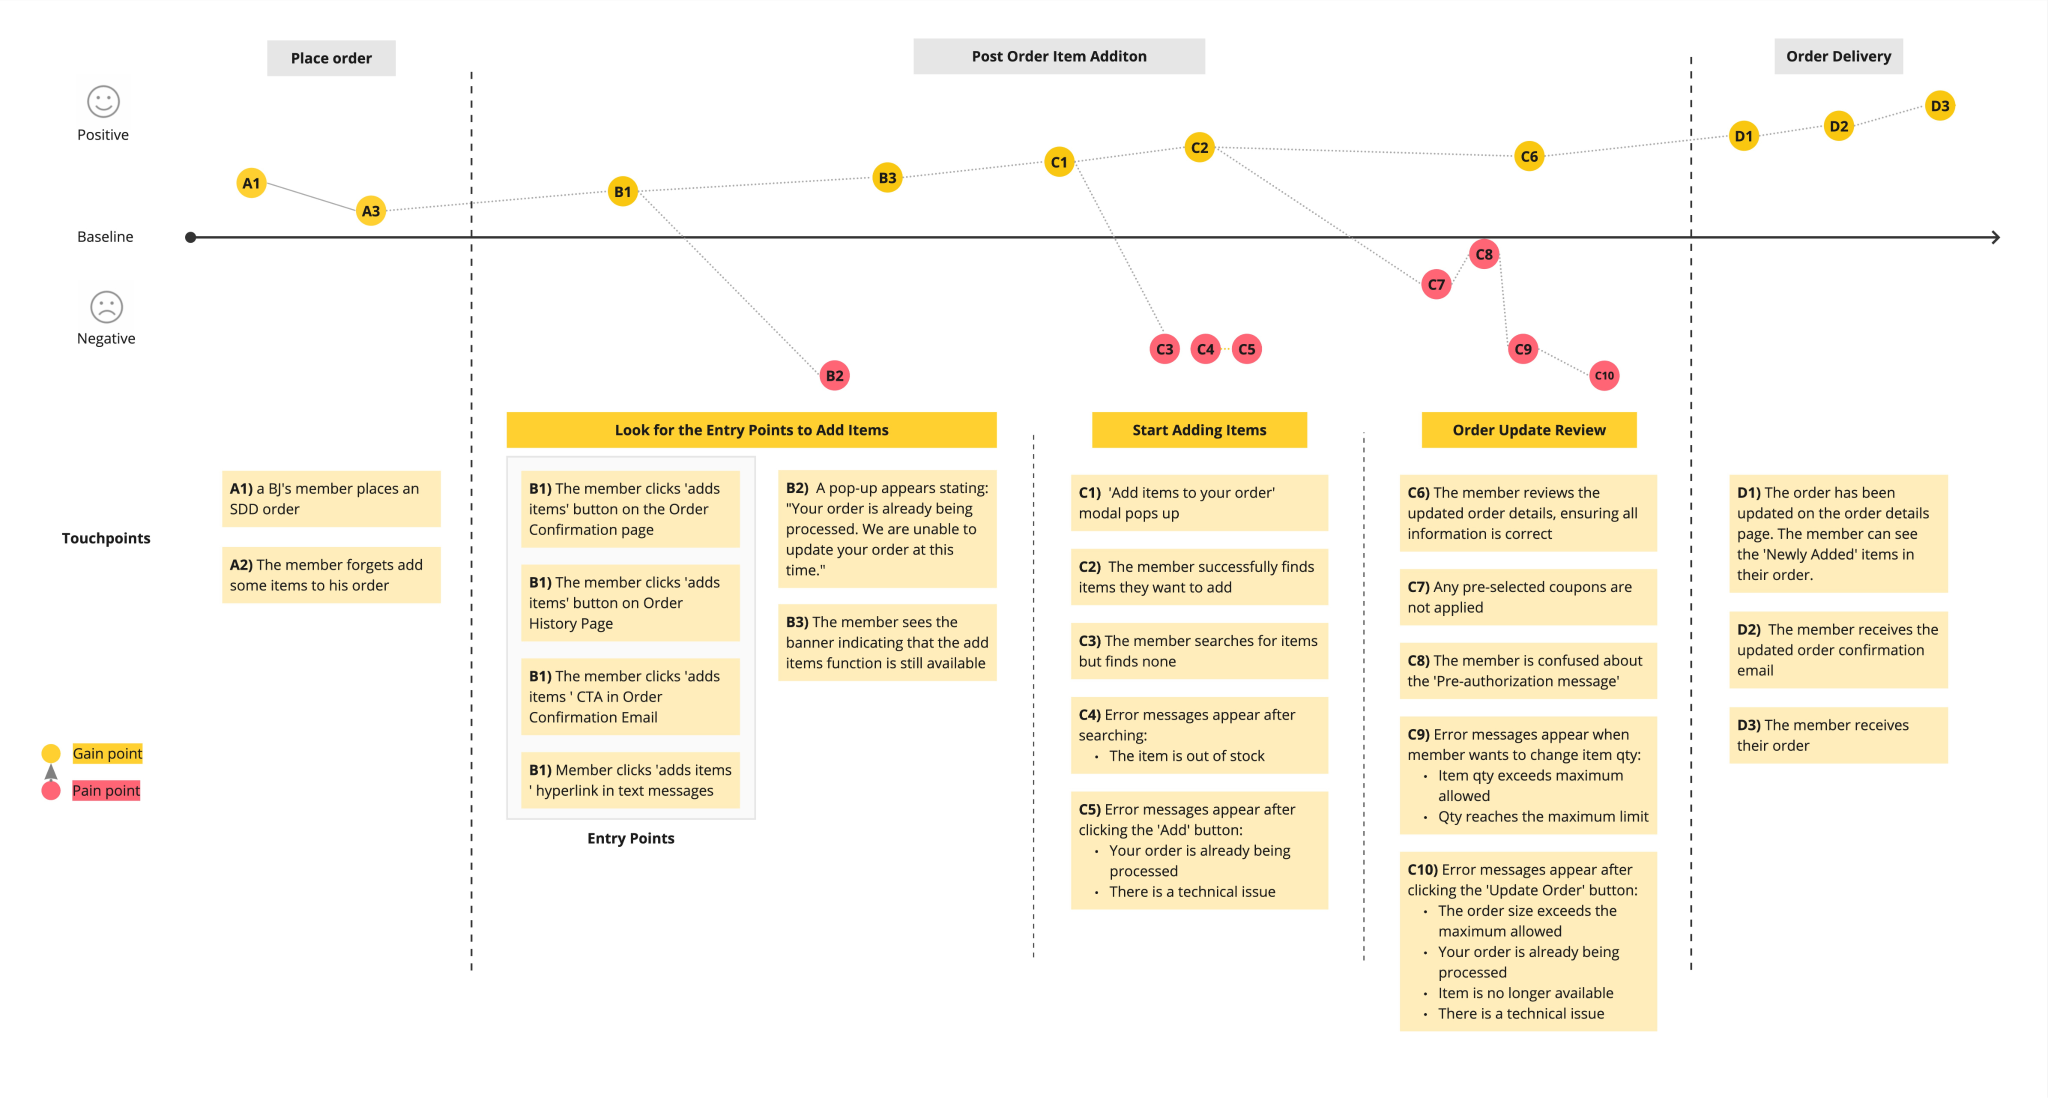 Place order
Post Order Item Additon
Order Delivery
Positive
Baseline
Negative
A1
A3
B1
B3
C1
C2
C6
D1
D2
D3
B2
C3
C4
C5
C7
C8
C9
C10
Look for the Entry Points to Add Items
Start Adding Items
Order Update Review
Touchpoints
A1) a BJ's member places an
SDD order
A2) The member forgets add
some items to his order
B1) The member clicks 'adds
items' button on the Order
Confirmation page
B1) The member clicks 'adds
items' button on Order
History Page
B1) The member clicks 'adds
items ' CTA in Order
Confirmation Email
B1) Member clicks 'adds items
' hyperlink in text messages
Entry Points
B2) A pop-up appears stating:
"Your order is already being
processed. We are unable to
update your order at this
time."
B3) The member sees the
banner indicating that the add
items function is still available
C1) 'Add items to your order'
modal pops up
C2) The member successfully finds
items they want to add
C3) The member searches for items
but finds none
C4) Error messages appear after
searching:
• The item is out of stock
C5) Error messages appear after
clicking the 'Add' button:
• Your order is already being
processed
• There is a technical issue
C6) The member reviews the
updated order details, ensuring all
information is correct
C7) Any pre-selected coupons are
not applied
C8) The member is confused about
the 'Pre-authorization message'
C9) Error messages appear when
member wants to change item qty:
• Item qty exceeds maximum
allowed
• Qty reaches the maximum limit
C10) Error messages appear after
clicking the 'Update Order' button:
• The order size exceeds the
maximum allowed
• Your order is already being
processed
• Item is no longer available
• There is a technical issue
D1) The order has been
updated on the order details
page. The member can see
the 'Newly Added' items in
their order.
D2) The member receives the
updated order confirmation
email
D3) The member receives
their order
Gain point
Pain point